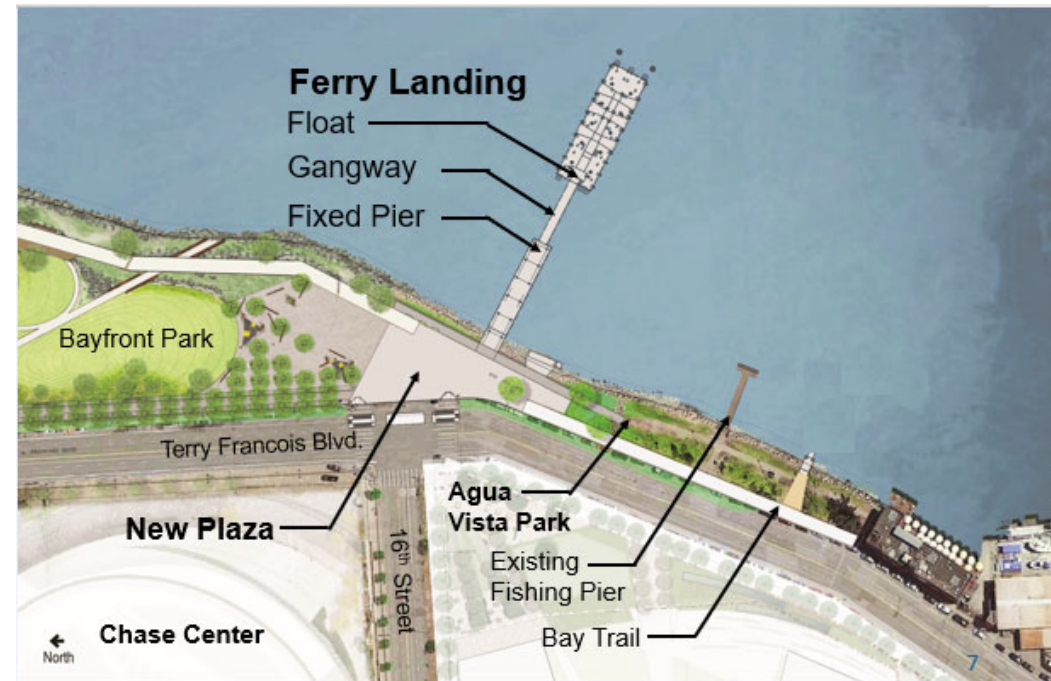 Ferry Landing
Float
Gangway
Fixed Pier
Bayfront Park
Terry Francois Blvd.
New Plaza
16th Street
Agua
Vista Park
Existing
Fishing Pier
Bay Trail
Chase Center
North
7